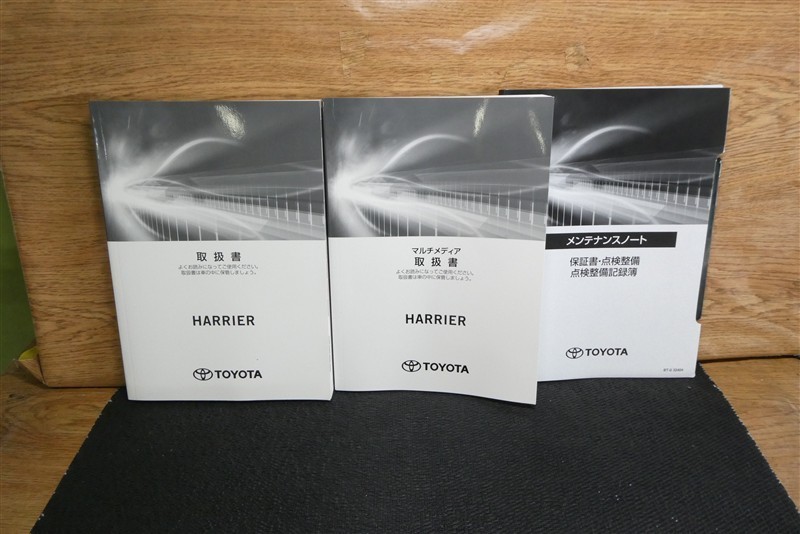 取扱書
よくお読みになってご使用ください。
取扱書は車の中に保管しましょう。
HARRIER
TOYOTA
マルチメディア
取扱書
よくお読みになってご使用ください。
取扱書は車の中に保管しましょう。
HARRIER
TOYOTA
メンテナンスノート
保証書・点検整備
点検整備記録簿
TOYOTA